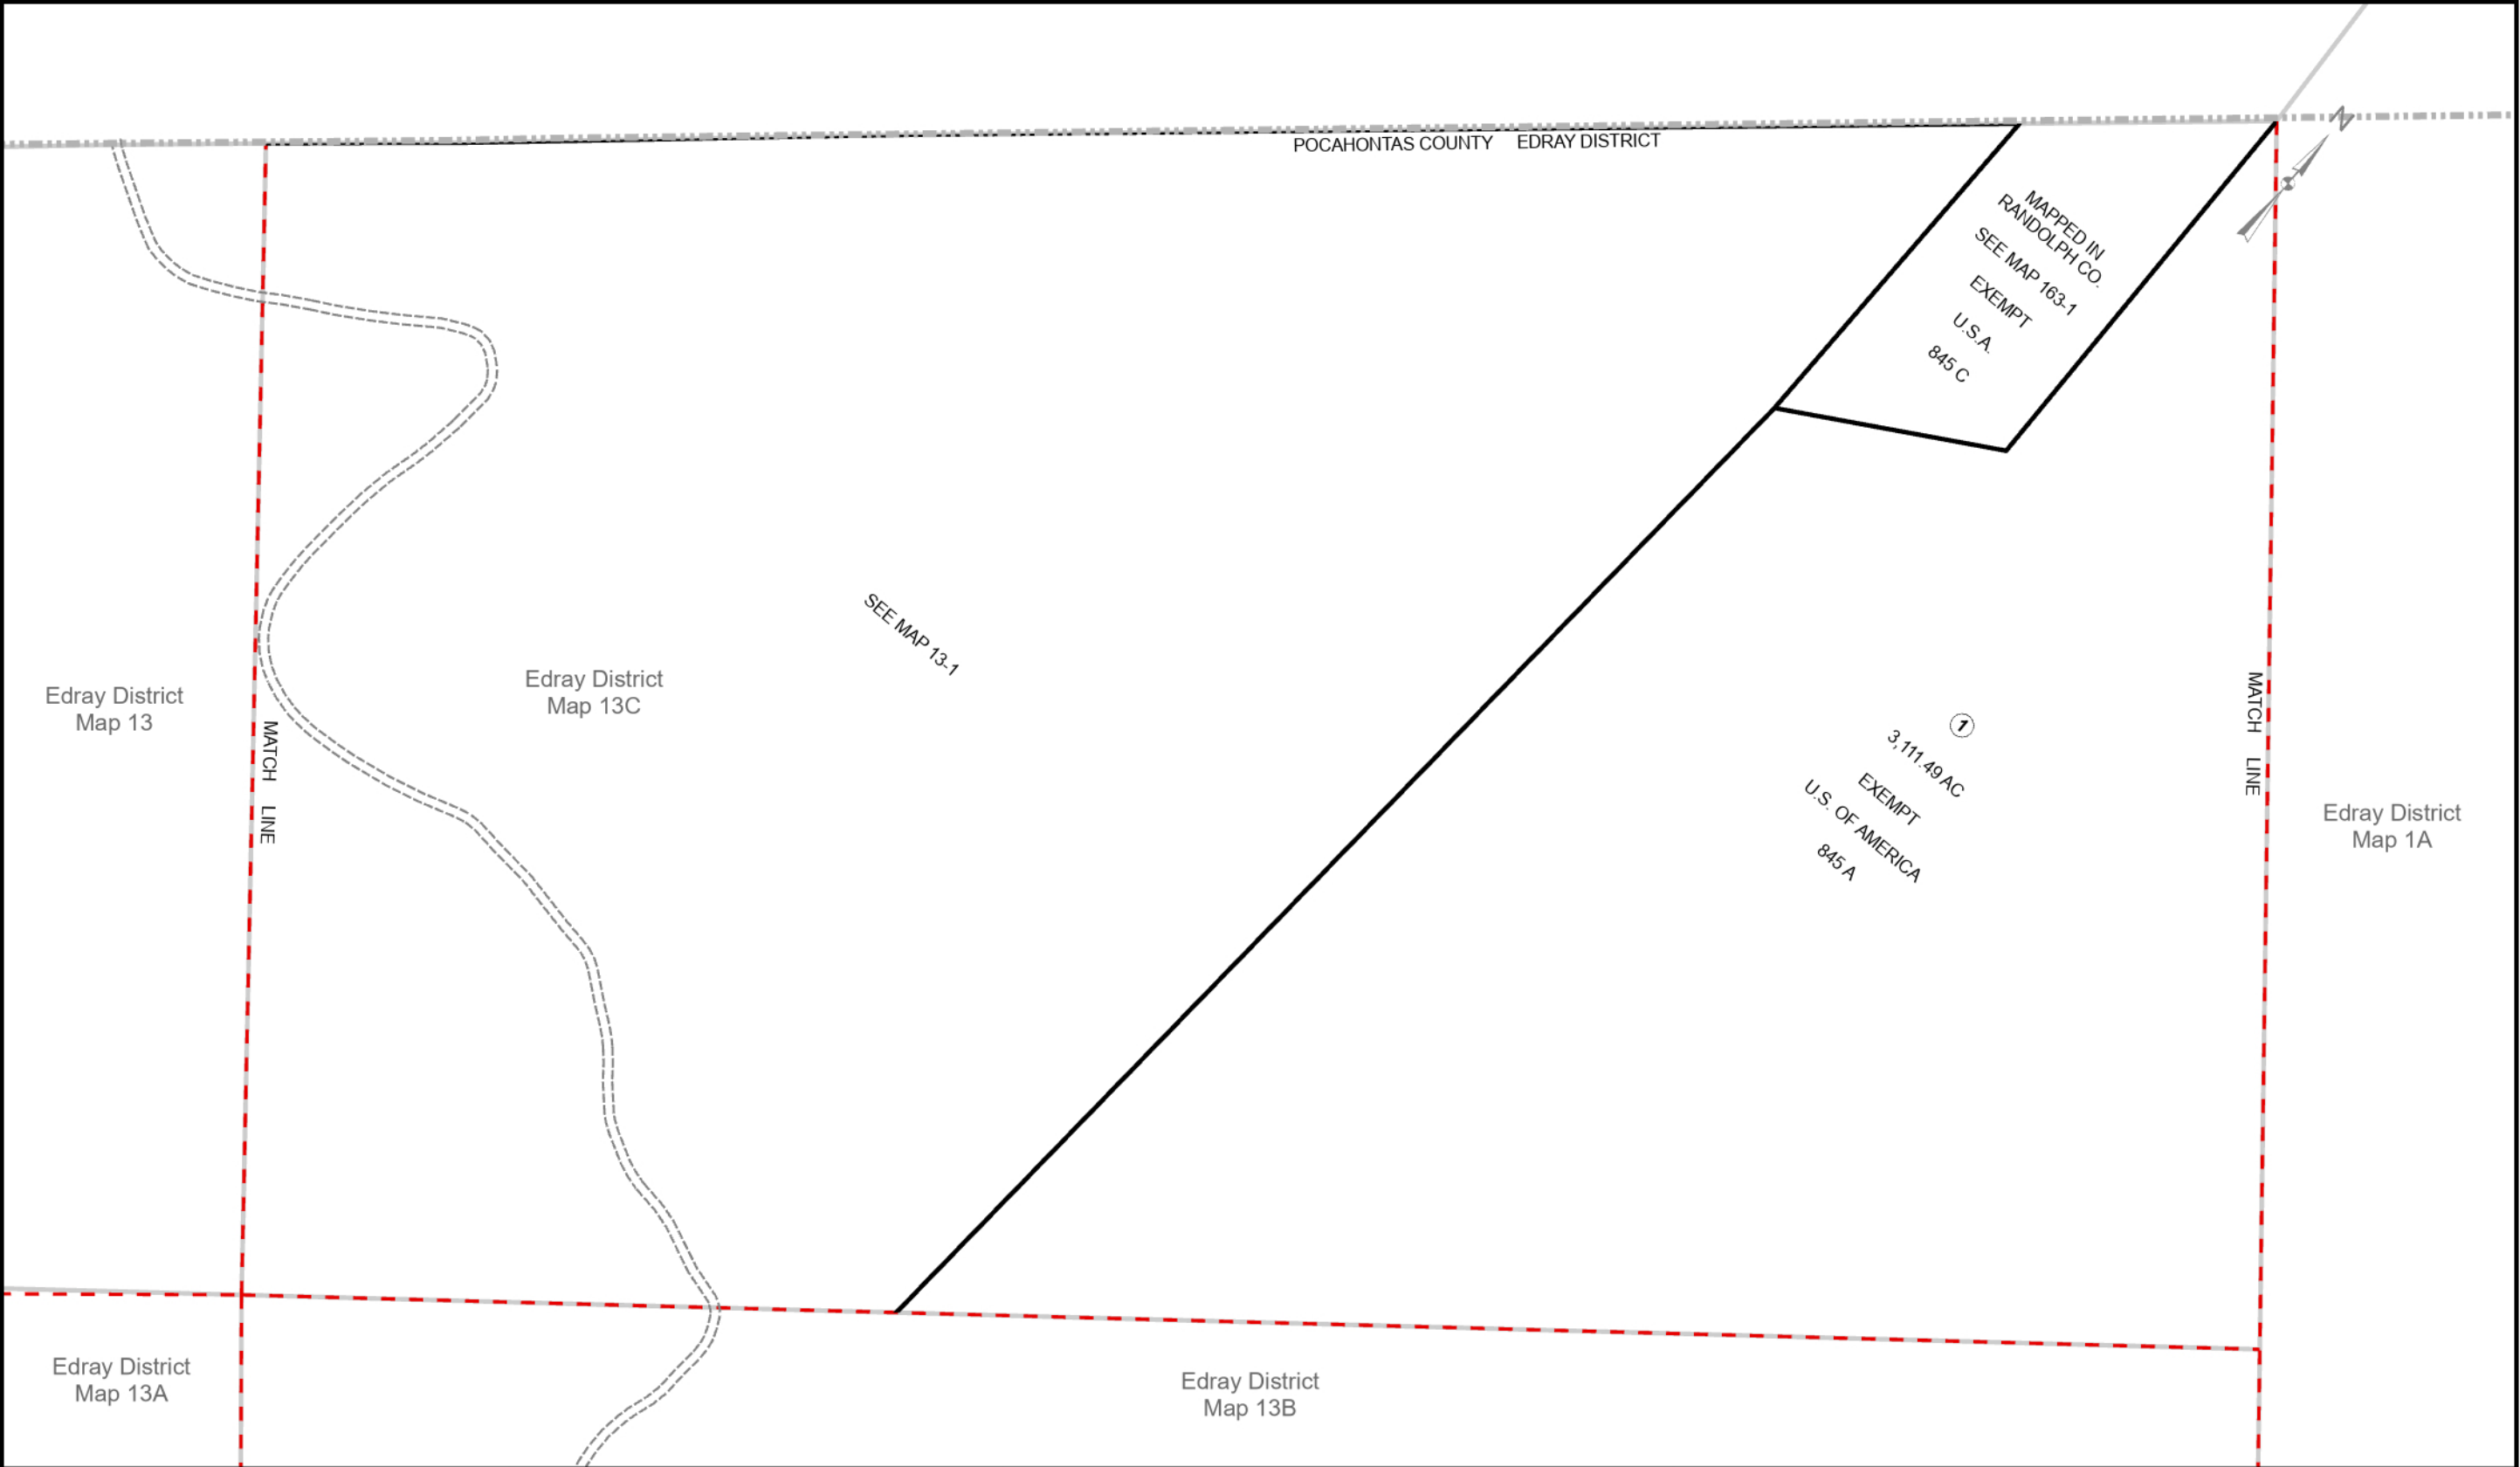 POCAHONTAS COUNTY EDRAY DISTRICT
N
MAPPED IN
RANDOLPH CO.
SEE MAP 163-1
EXEMPT
U.S.A.
845 C
SEE MAP 13-1
Edray District
Map 13
Edray District
Map 13C
MATCH LINE
1
3,111.49 AC
EXEMPT
U.S. OF AMERICA
845 A
MATCH LINE
Edray District
Map 1A
Edray District
Map 13A
Edray District
Map 13B